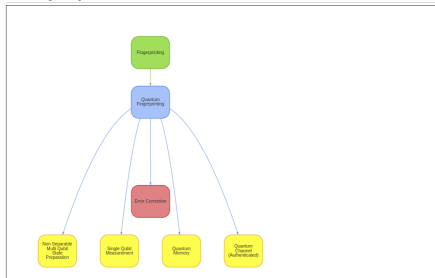 Fingerprinting
Quantum
Fingerprinting
Error Correction
Non Separable
Multi Qubit
State
Preparation
Single Qubit
Measurement
Quantum
Memory
Quantum
Channel
(Authenticated)